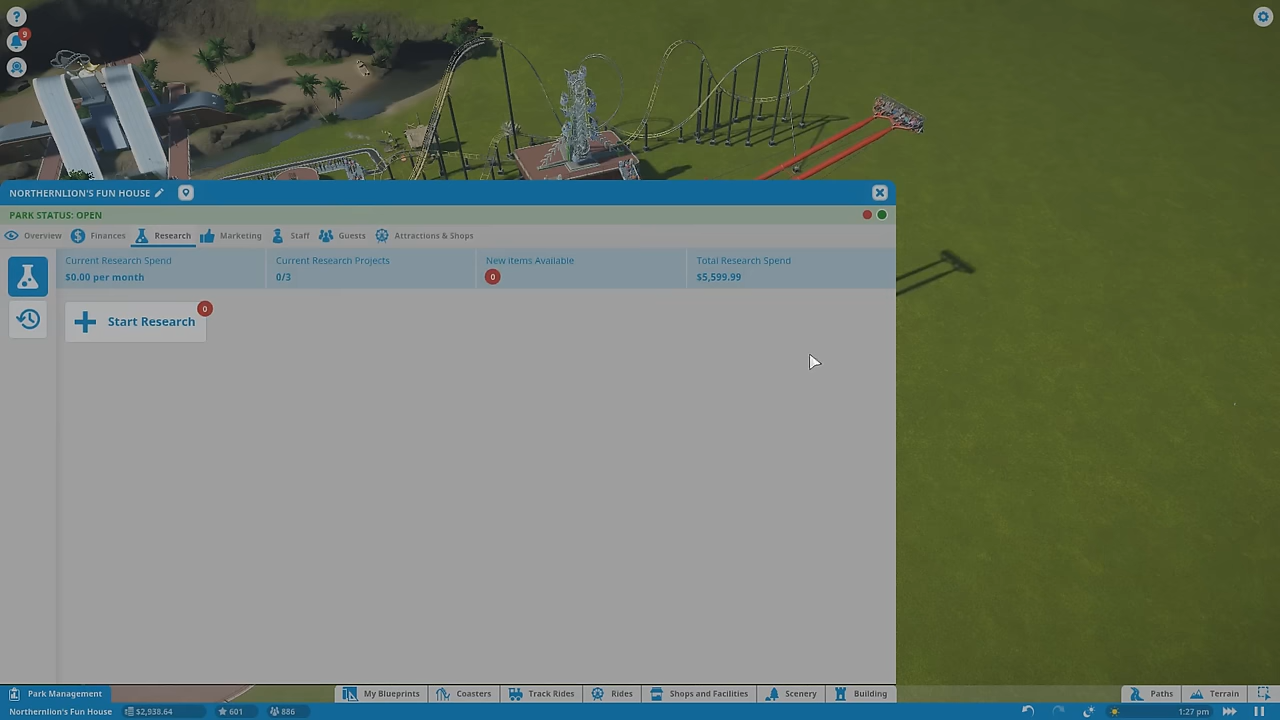 ?
9
NORTHERNLION'S FUN HOUSE
PARK STATUS: OPEN
Overview Finances Research Marketing Staff Guests Attractions & Shops
Current Research Spend Current Research Projects New Items Available Total Research Spend
$0.00 per month 0/3 0 $5,599.99
Start Research 0
Park Management My Blueprints Coasters Track Rides Rides Shops and Facilities Scenery Building Paths Terrain
Northernlion's Fun House $2,938.64 601 886 1:27 pm